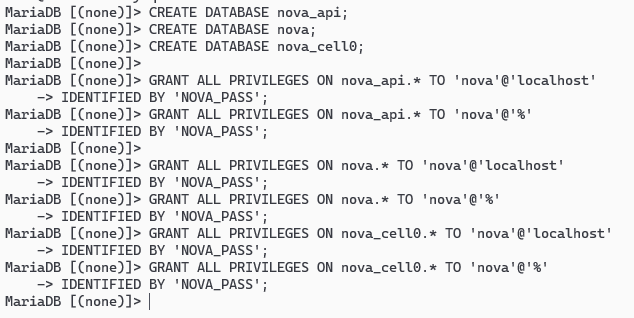 MariaDB [(none)]> CREATE DATABASE nova_api;
MariaDB [(none)]> CREATE DATABASE nova;
MariaDB [(none)]> CREATE DATABASE nova_cell0;
MariaDB [(none)]>
MariaDB [(none)]> GRANT ALL PRIVILEGES ON nova_api.* TO 'nova'@'localhost'
    -> IDENTIFIED BY 'NOVA_PASS';
MariaDB [(none)]> GRANT ALL PRIVILEGES ON nova_api.* TO 'nova'@'%'
    -> IDENTIFIED BY 'NOVA_PASS';
MariaDB [(none)]>
MariaDB [(none)]> GRANT ALL PRIVILEGES ON nova.* TO 'nova'@'localhost'
    -> IDENTIFIED BY 'NOVA_PASS';
MariaDB [(none)]> GRANT ALL PRIVILEGES ON nova.* TO 'nova'@'%'
    -> IDENTIFIED BY 'NOVA_PASS';
MariaDB [(none)]> GRANT ALL PRIVILEGES ON nova_cell0.* TO 'nova'@'localhost'
    -> IDENTIFIED BY 'NOVA_PASS';
MariaDB [(none)]> GRANT ALL PRIVILEGES ON nova_cell0.* TO 'nova'@'%'
    -> IDENTIFIED BY 'NOVA_PASS';
MariaDB [(none)]>